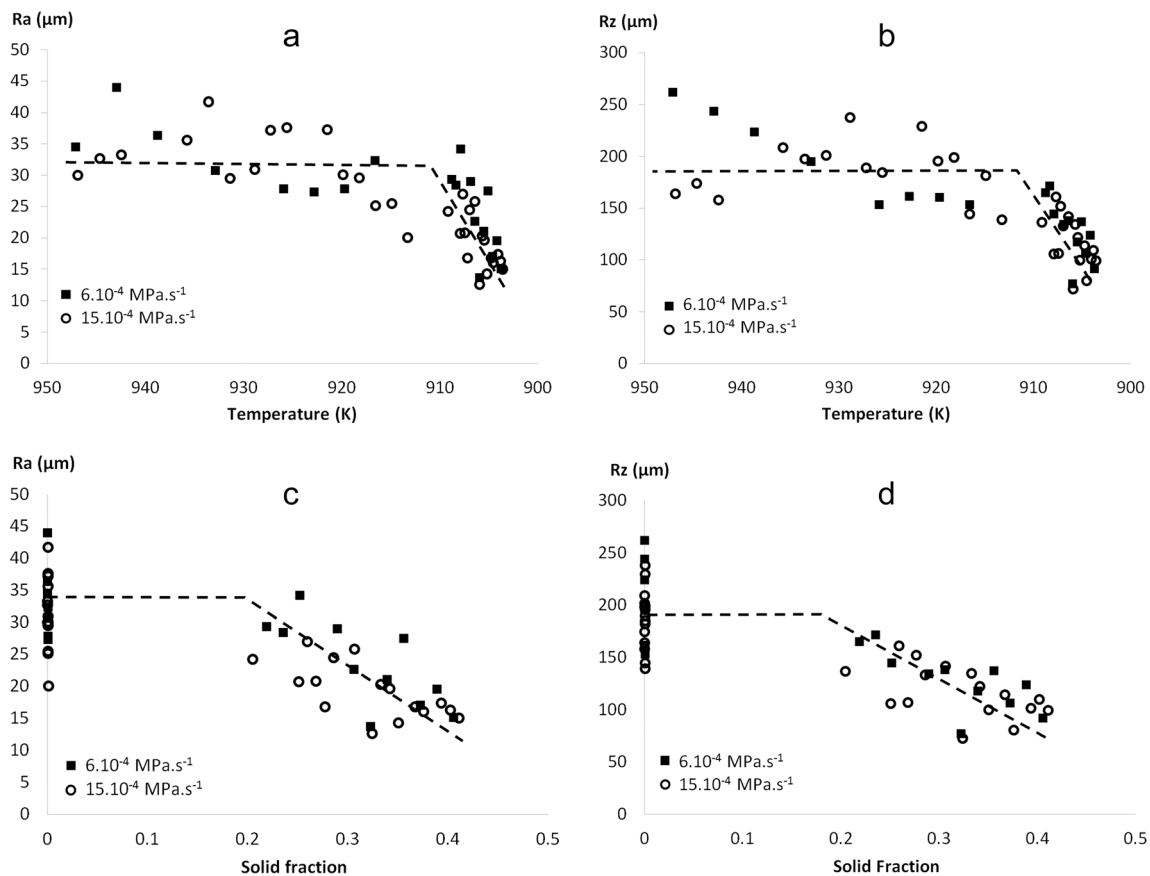 Ra (µm)
a
50
45
40
35
30
25
20
15
10
5
0
6.10-4 MPa.s-1
15.10-4 MPa.s-1
950 940 930 920 910 900
Temperature (K)
Rz (µm)
b
300
250
200
150
100
50
0
6.10-4 MPa.s-1
15.10-4 MPa.s-1
950 940 930 920 910 900
Temperature (K)
Ra (µm)
c
50
45
40
35
30
25
20
15
10
5
0
6.10-4 MPa.s-1
15.10-4 MPa.s-1
0 0.1 0.2 0.3 0.4 0.5
Solid fraction
Rz (µm)
d
300
250
200
150
100
50
0
6.10-4 MPa.s-1
15.10-4 MPa.s-1
0 0.1 0.2 0.3 0.4 0.5
Solid Fraction